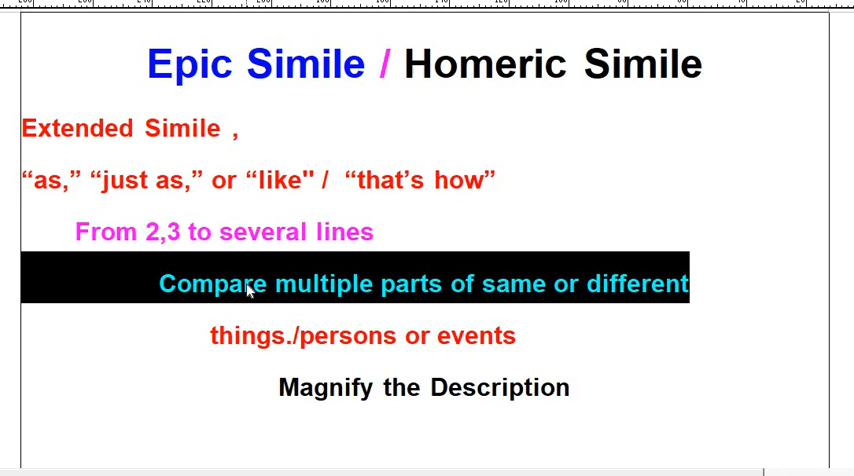 Epic Simile / Homeric Simile
Extended Simile ,
“as,” “just as,” or “like" / “that’s how”
From 2,3 to several lines
Compare multiple parts of same or different
things./persons or events
Magnify the Description